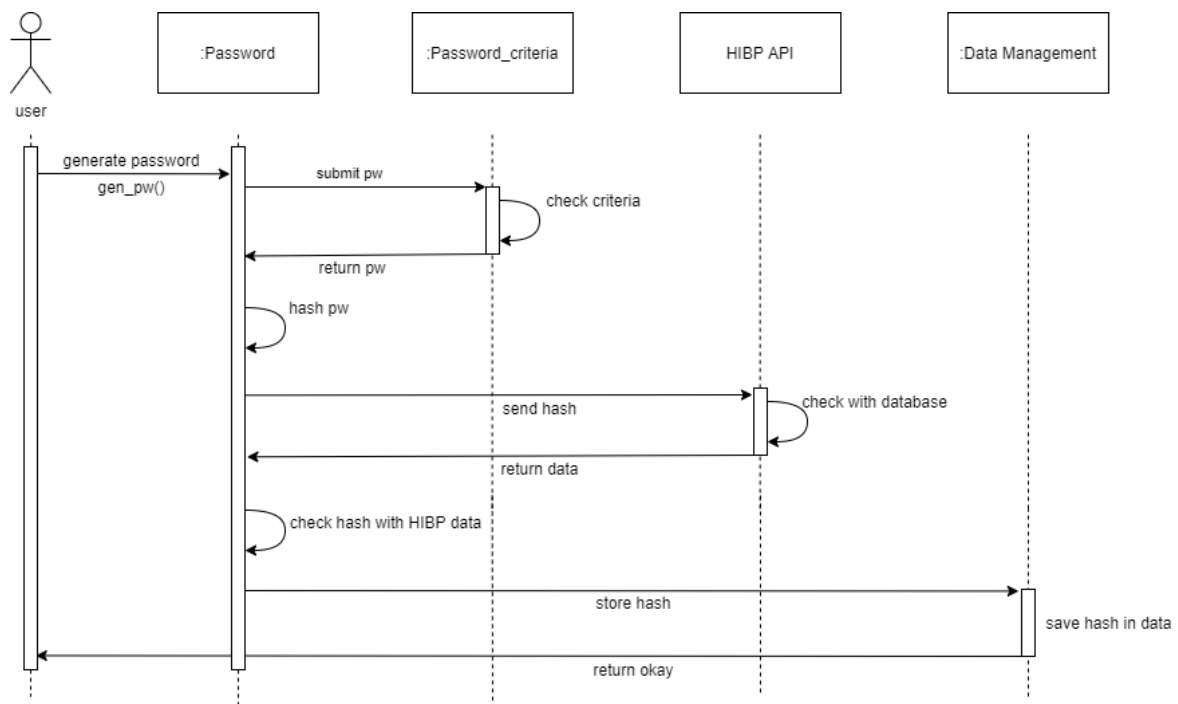 :Password
:Password_criteria
HIBP API
:Data Management
user
generate password
gen_pw()
submit pw
check criteria
return pw
hash pw
send hash
check with database
return data
check hash with HIBP data
store hash
save hash in data
return okay